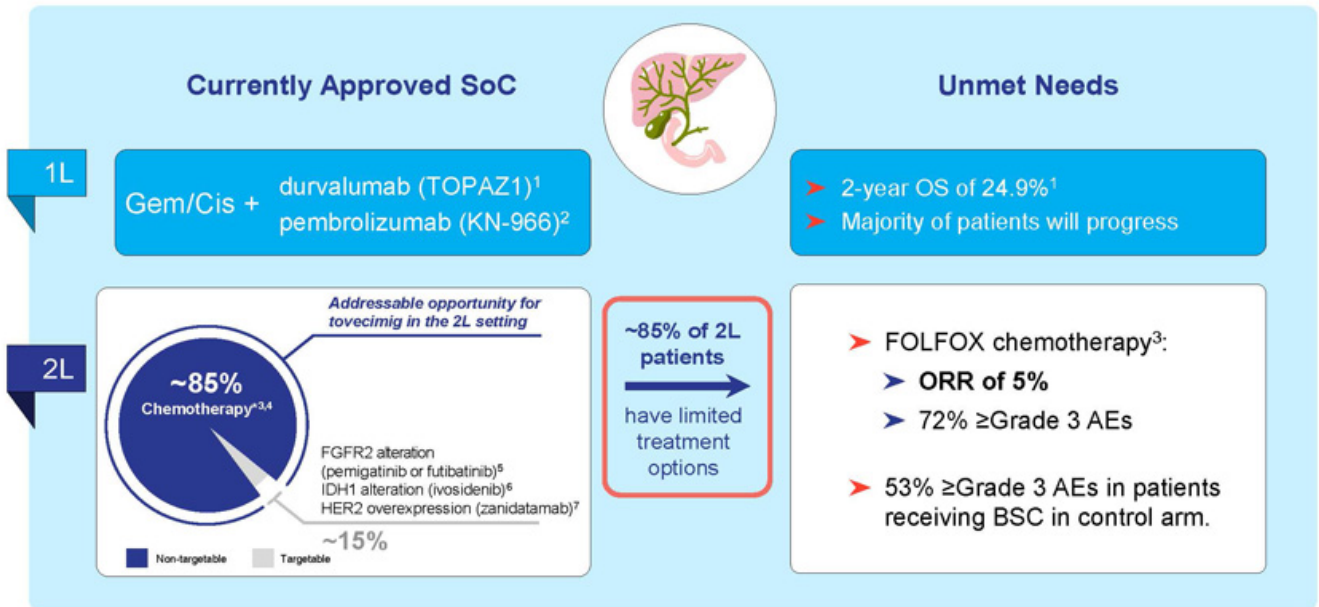 Currently Approved SoC
Unmet Needs
1L
Gem/Cis +
durvalumab (TOPAZ1)¹
pembrolizumab (KN-966)²
➤ 2-year OS of 24.9%¹
➤ Majority of patients will progress
2L
Addressable opportunity for
tovecimig in the 2L setting
~85%
Chemotherapy*³,⁴
FGFR2 alteration
(pemigatinib or futibatinib)⁵
IDH1 alteration (ivosidenib)⁶
HER2 overexpression (zanidatamab)⁷
~15%
Non-targetable
Targetable
~85% of 2L
patients
have limited
treatment
options
➤ FOLFOX chemotherapy³:
➤ ORR of 5%
➤ 72% ≥Grade 3 AEs
➤ 53% ≥Grade 3 AEs in patients
receiving BSC in control arm.